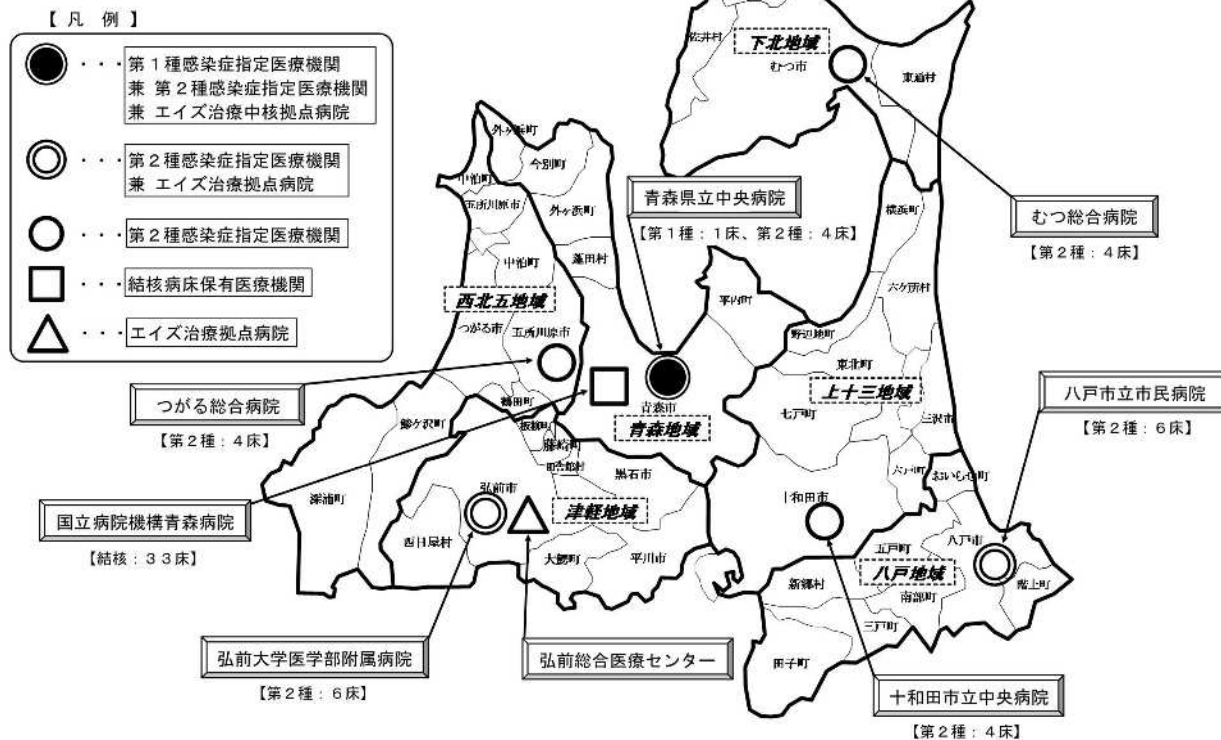 【 凡 例 】
・・・第１種感染症指定医療機関
兼 第２種感染症指定医療機関
兼 エイズ治療中核拠点病院
・・・第２種感染症指定医療機関
兼 エイズ治療拠点病院
・・・第２種感染症指定医療機関
・・・結核病床保有医療機関
・・・エイズ治療拠点病院
佐井村
下北地域
むつ市
東通村
外ヶ浜町
今別町
中泊町
五所川原市
外ヶ浜町
中泊町
蓬田村
青森県立中央病院
【第１種：１床、第２種：４床】
横浜町
むつ総合病院
【第２種：４床】
西北五地域
つがる市
五所川原市
平内町
六ケ所村
野辺地町
東北町
上十三地域
つがる総合病院
【第２種：４床】
鶴田町
青森市
青森地域
七戸町
三沢市
八戸市立市民病院
【第２種：６床】
鰺ケ沢町
板柳町
藤崎町
田舎館村
黒石市
六戸町
おいらせ町
深浦町
弘前市
津軽地域
十和田市
国立病院機構青森病院
【結核：３３床】
西目屋村
大鰐町
平川市
五戸町
八戸市
八戸地域
階上町
新郷村
南部町
三戸町
田子町
弘前大学医学部附属病院
【第２種：６床】
弘前総合医療センター
十和田市立中央病院
【第２種：４床】